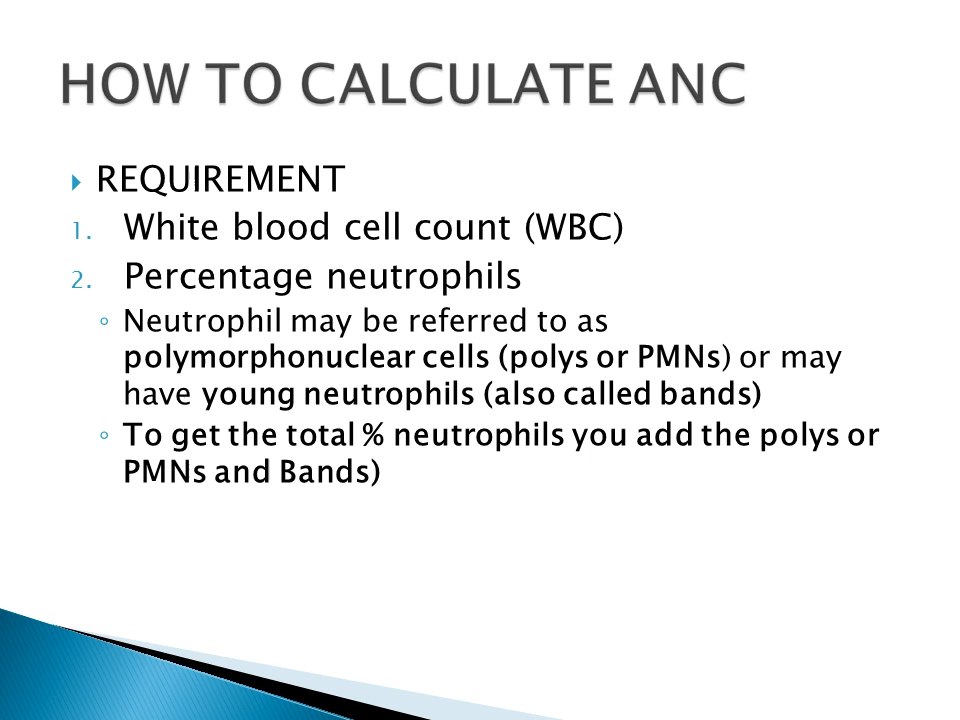 HOW TO CALCULATE ANC
REQUIREMENT
1. White blood cell count (WBC)
2. Percentage neutrophils
◦ Neutrophil may be referred to as
polymorphonuclear cells (polys or PMNs) or may
have young neutrophils (also called bands)
◦ To get the total % neutrophils you add the polys or
PMNs and Bands)